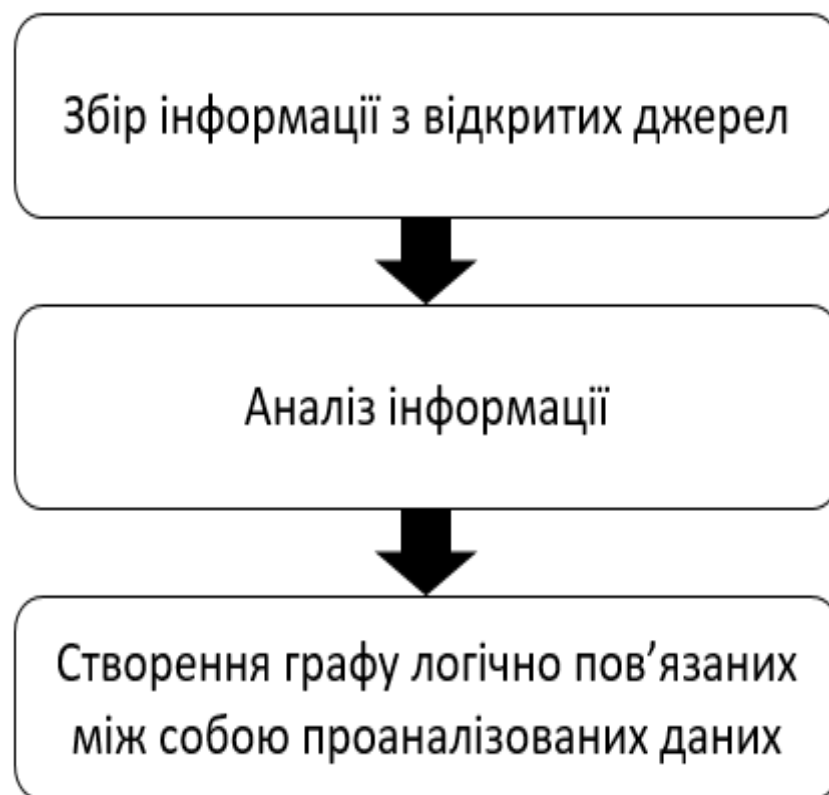 Збір інформації з відкритих джерел
Аналіз інформації
Створення графу логічно пов’язаних
між собою проаналізованих даних